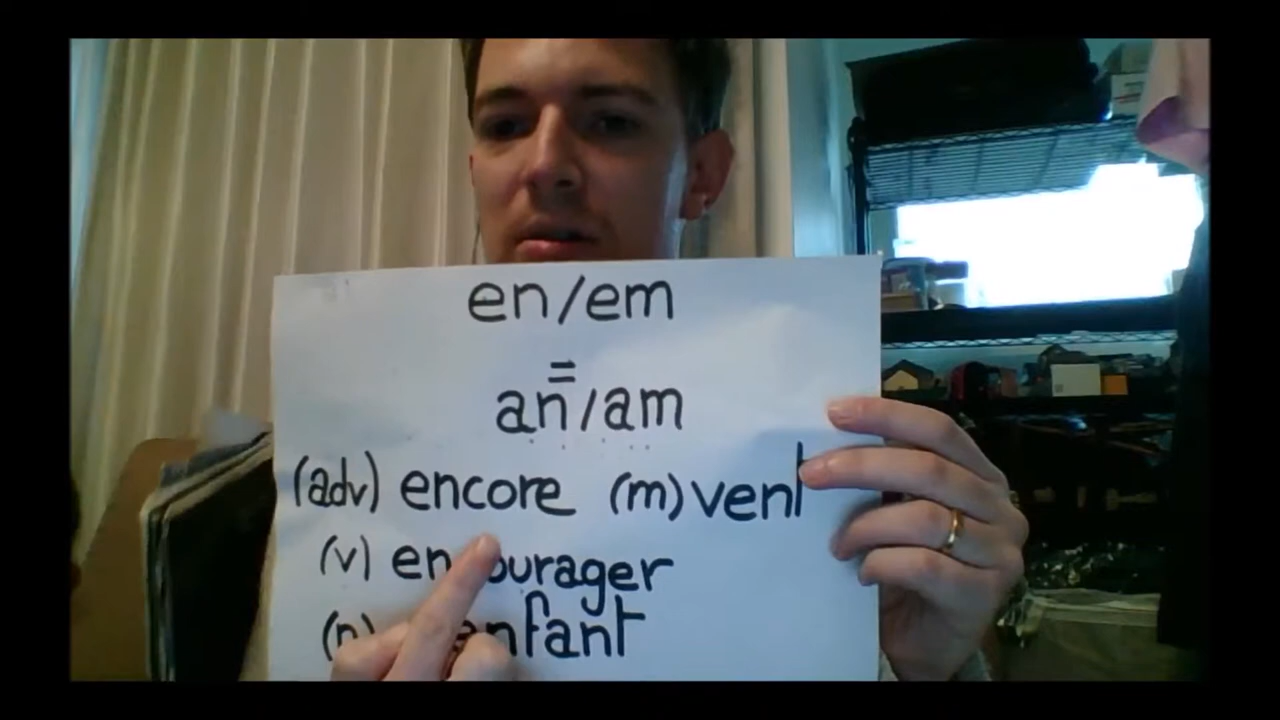 en/em
=
an/am
(adv) encore (m) vent
(v) en ourager
(n) enfant